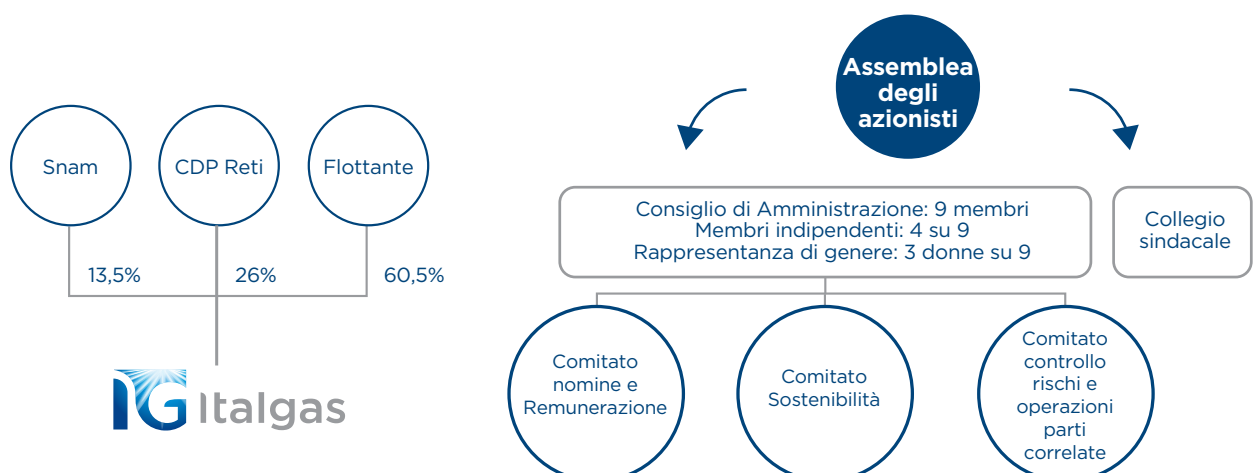 Snam
CDP Reti
Flottante
13,5%
26%
60,5%
IG Italgas
Assemblea
degli
azionisti
Consiglio di Amministrazione: 9 membri
Membri indipendenti: 4 su 9
Rappresentanza di genere: 3 donne su 9
Collegio
sindacale
Comitato
nomine e
Remunerazione
Comitato
Sostenibilità
Comitato
controllo
rischi e
operazioni
parti
correlate